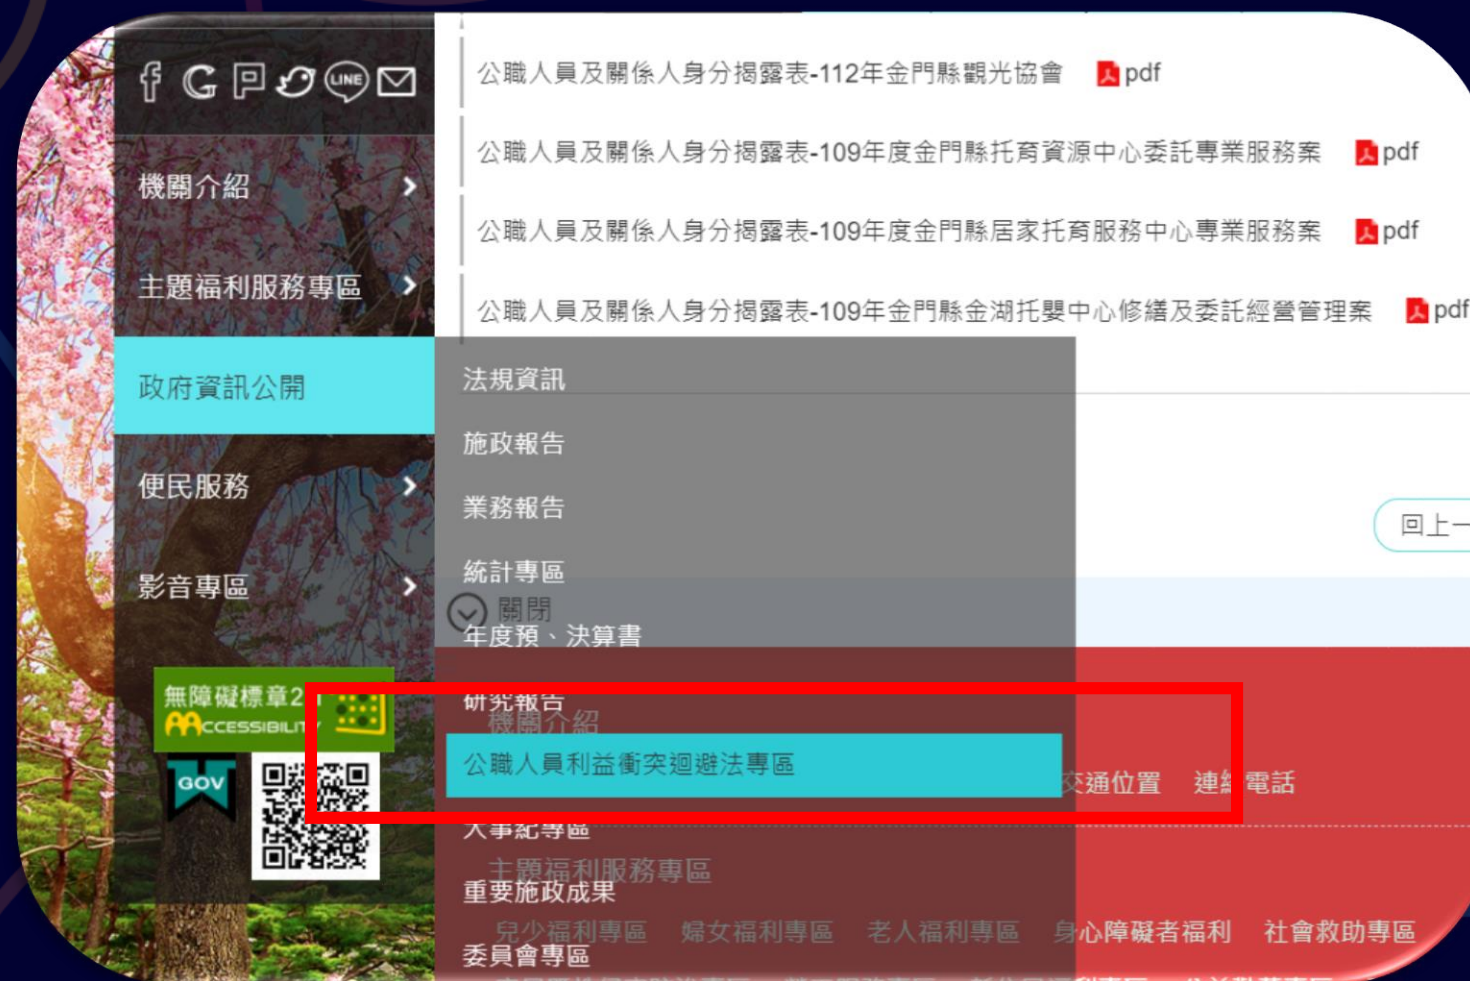 公職人員及關係人身分揭露表-112年金門縣觀光協會 pdf
公職人員及關係人身分揭露表-109年度金門縣托育資源中心委託專業服務案 pdf
公職人員及關係人身分揭露表-109年度金門縣居家托育服務中心專業服務案 pdf
公職人員及關係人身分揭露表-109年金門縣金湖托嬰中心修繕及委託經營管理案 pdf
LINE
機關介紹
主題福利服務專區
政府資訊公開
便民服務
影音專區
無障礙標章2
ACCESSIBILIT
GOV
法規資訊
施政報告
業務報告
統計專區
關閉
年度預、決算書
研究報告
機關介紹
公職人員利益衝突迴避法專區
交通位置 連絡電話
大事紀專區
主題福利服務專區
重要施政成果
兒少福利專區 婦女福利專區 老人福利專區 身心障礙者福利 社會救助專區
委員會專區
回上一